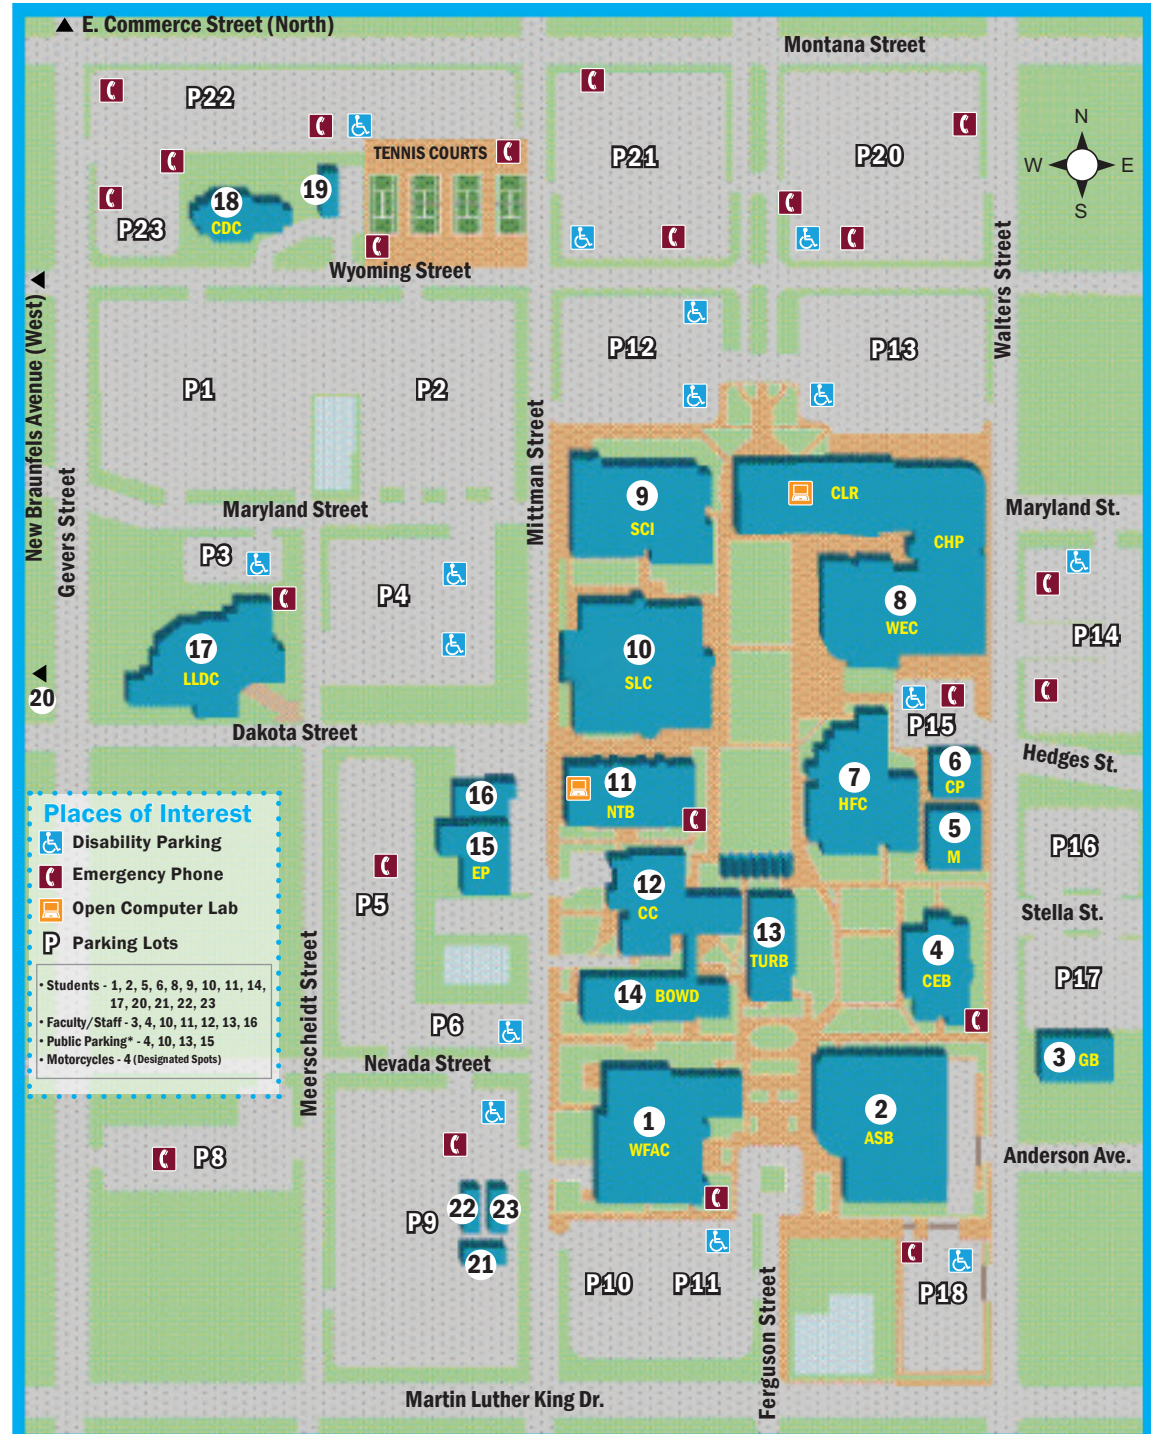 E. Commerce Street (North)
Montana Street
P22
TENNIS COURTS
P21
P20
N
W E
S
18
CDC
19
P23
Wyoming Street
New Braunfels Avenue (West)
Walters Street
P1
P2
P12
P13
Mittman Street
Gevers Street
Maryland Street
9
SCI
CLR
CHP
Maryland St.
P3
P4
8
WEC
P14
17
LLDC
10
SLC
20
P15
Dakota Street
Hedges St.
16
11
NTB
7
HFC
6
CP
15
EP
5
M
P16
Places of Interest
Disability Parking
Emergency Phone
Open Computer Lab
P Parking Lots
• Students - 1, 2, 5, 6, 8, 9, 10, 11, 14,
17, 20, 21, 22, 23
• Faculty/Staff - 3, 4, 10, 11, 12, 13, 16
• Public Parking* - 4, 10, 13, 15
• Motorcycles - 4 (Designated Spots)
P5
12
CC
13
TURB
Stella St.
4
CEB
P17
14 BOWD
Meerscheidt Street
P6
Nevada Street
3 GB
1
WFAC
2
ASB
P8
Anderson Ave.
P9
22
23
21
P10
P11
P18
Ferguson Street
Martin Luther King Dr.